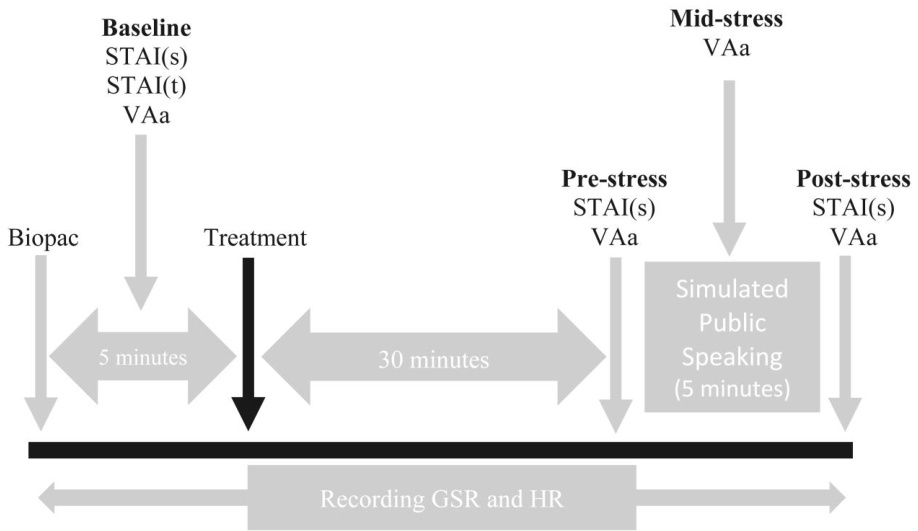 Baseline
STAI(s)
STAI(t)
VAa
Mid-stress
VAa
Pre-stress
STAI(s)
VAa
Post-stress
STAI(s)
VAa
Biopac
Treatment
5 minutes
30 minutes
Simulated
Public
Speaking
(5 minutes)
Recording GSR and HR